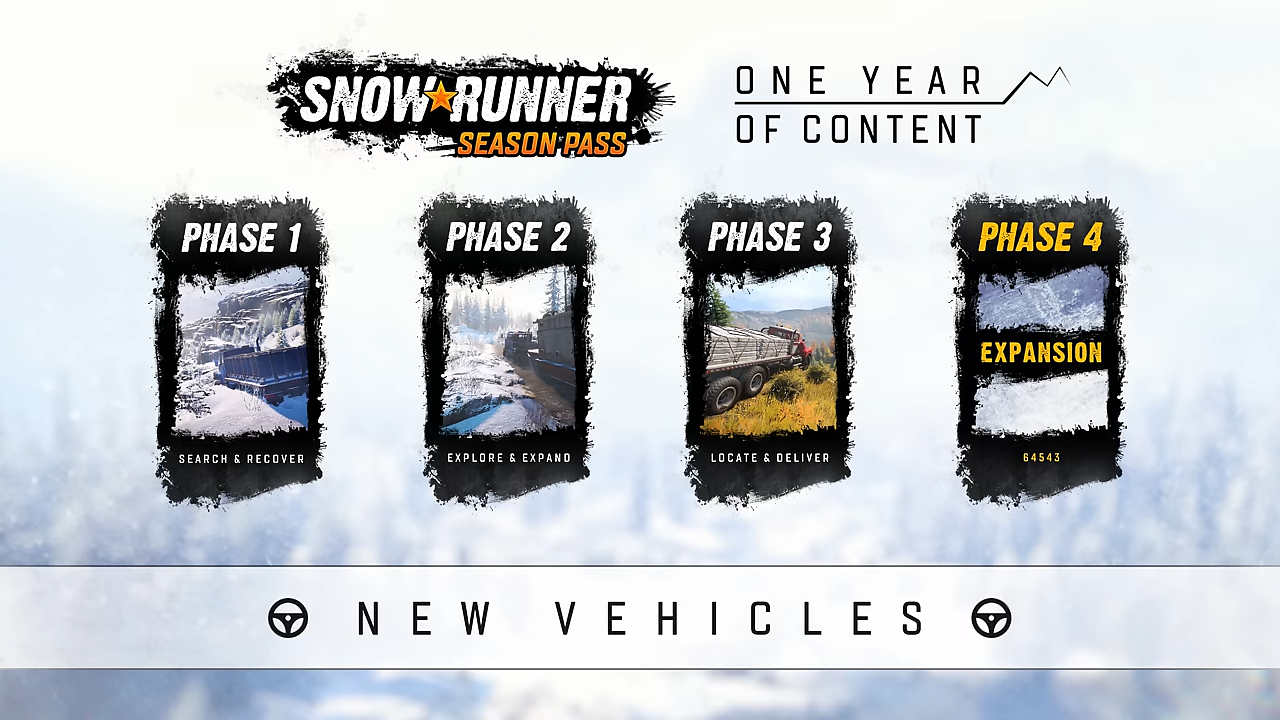 SNOWRUNNER
SEASON PASS
ONE YEAR
OF CONTENT
PHASE 1
SEARCH & RECOVER
PHASE 2
EXPLORE & EXPAND
PHASE 3
LOCATE & DELIVER
PHASE 4
EXPANSION
64543
NEW VEHICLES